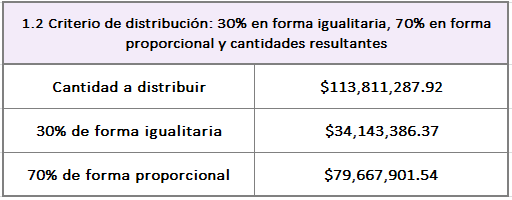 1.2 Criterio de distribución: 30% en forma igualitaria, 70% en forma
proporcional y cantidades resultantes
Cantidad a distribuir $113,811,287.92
30% de forma igualitaria $34,143,386.37
70% de forma proporcional $79,667,901.54